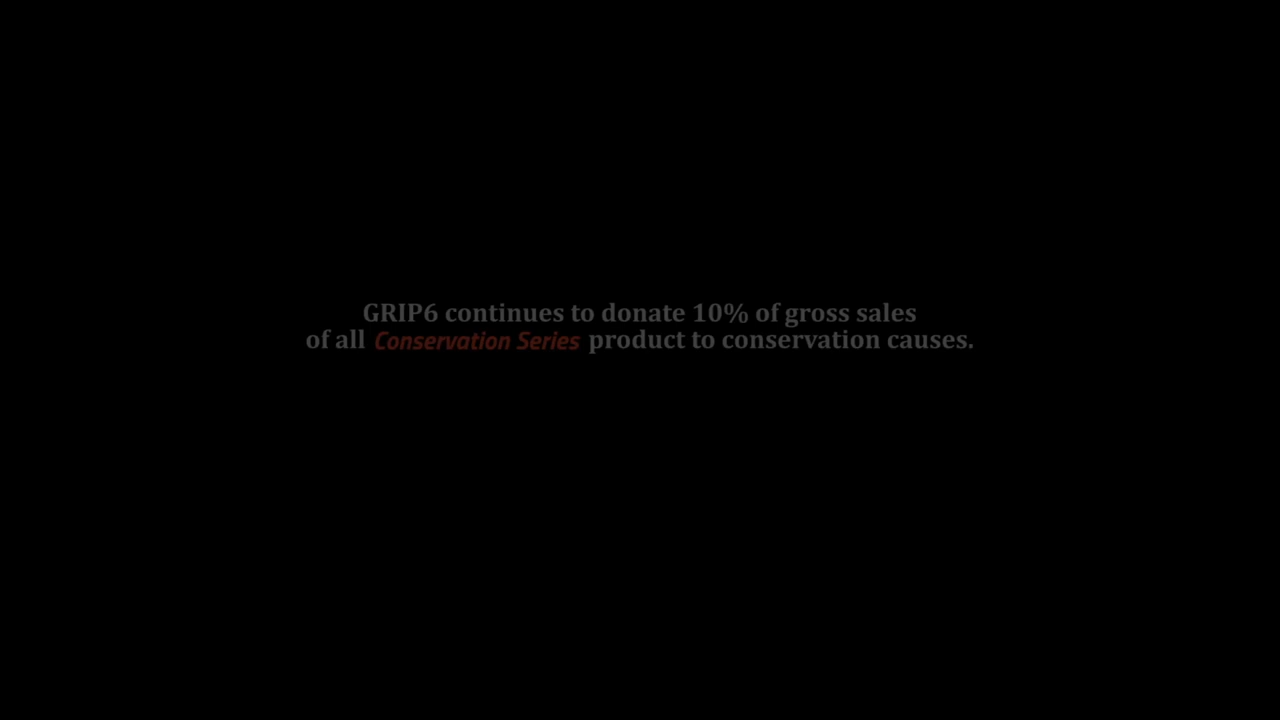 GRIP6 continues to donate 10% of gross sales
of all Conservation Series product to conservation causes.